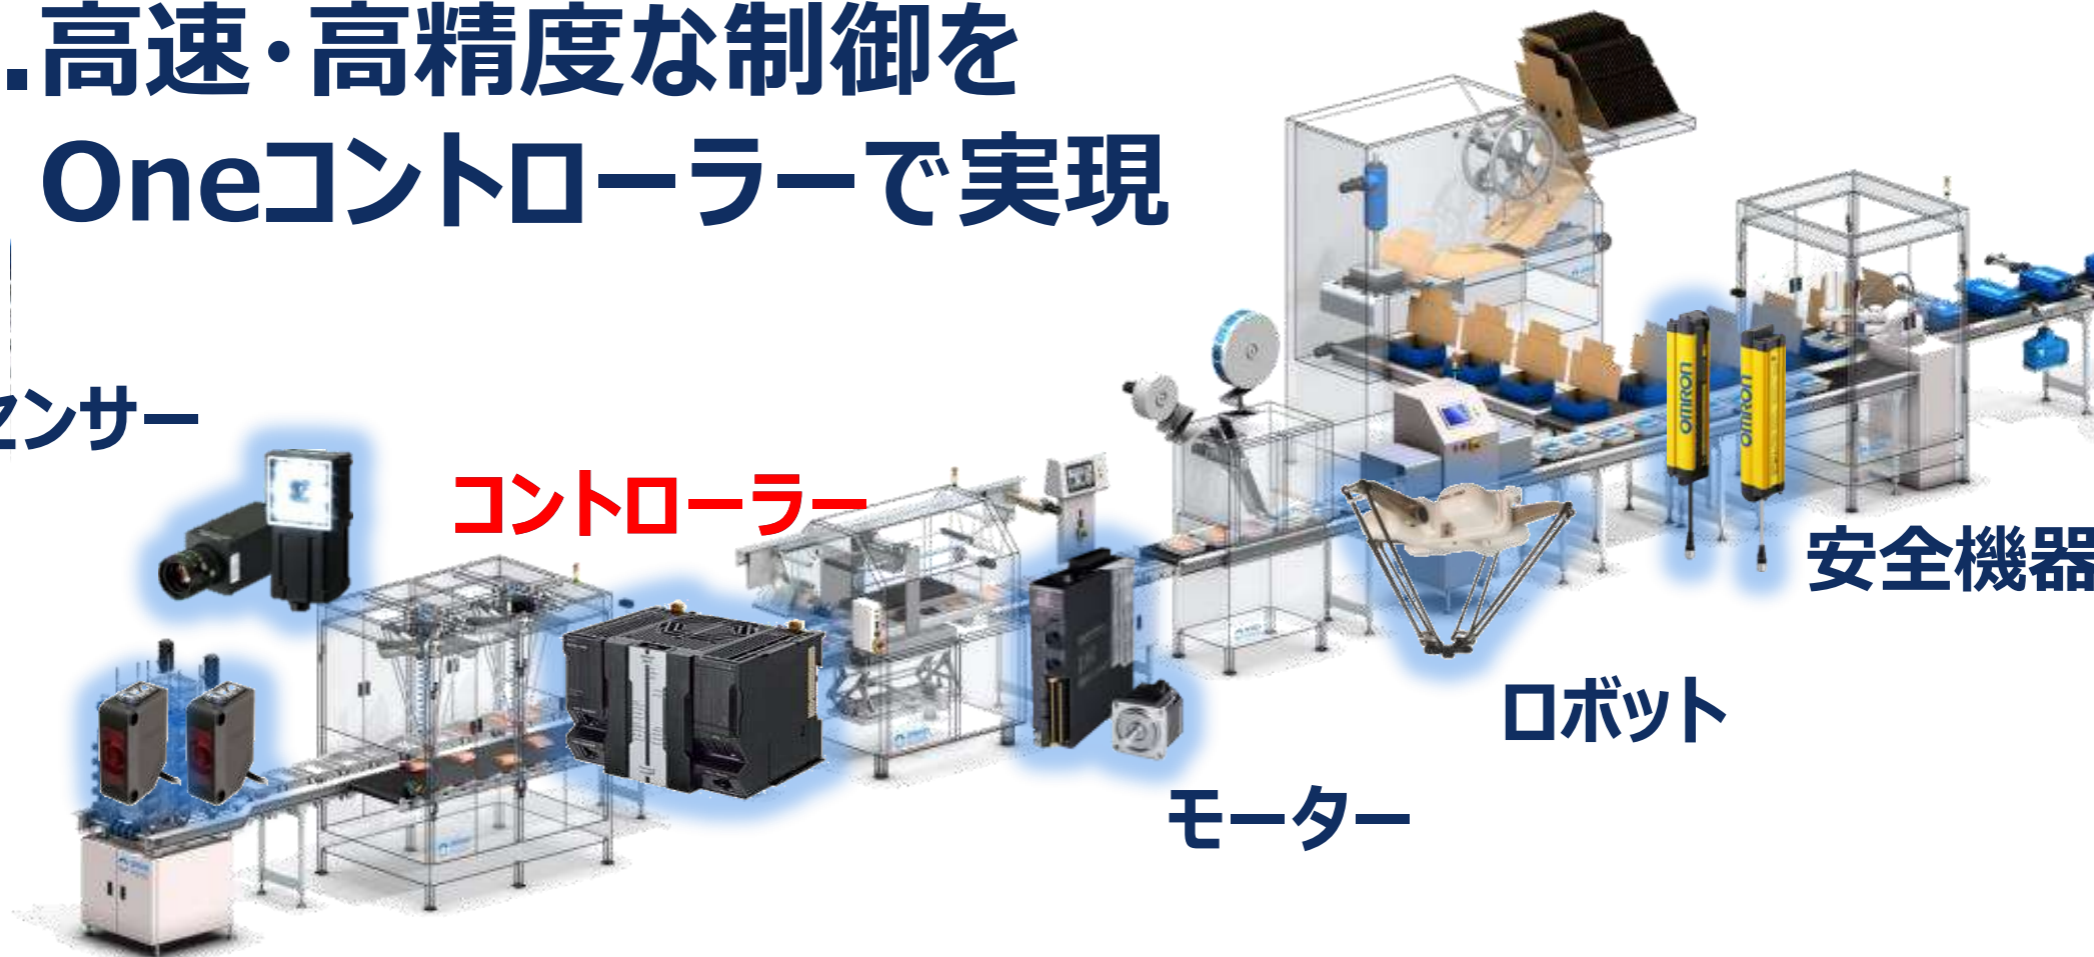 .高速・高精度な制御を
Oneコントローラーで実現
センサー
コントローラー
OMRON
OMRON
安全機器
ロボット
モーター